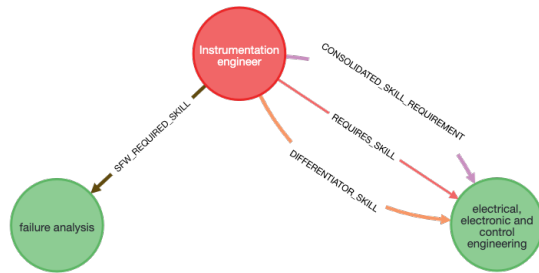 Instrumentation
engineer
CONSOLIDATED_SKILL_REQUIREMENT
SFW_REQUIRED_SKILL
REQUIRES_SKILL
DIFFERENTIATOR_SKILL
failure analysis
electrical,
electronic and
control
engineering